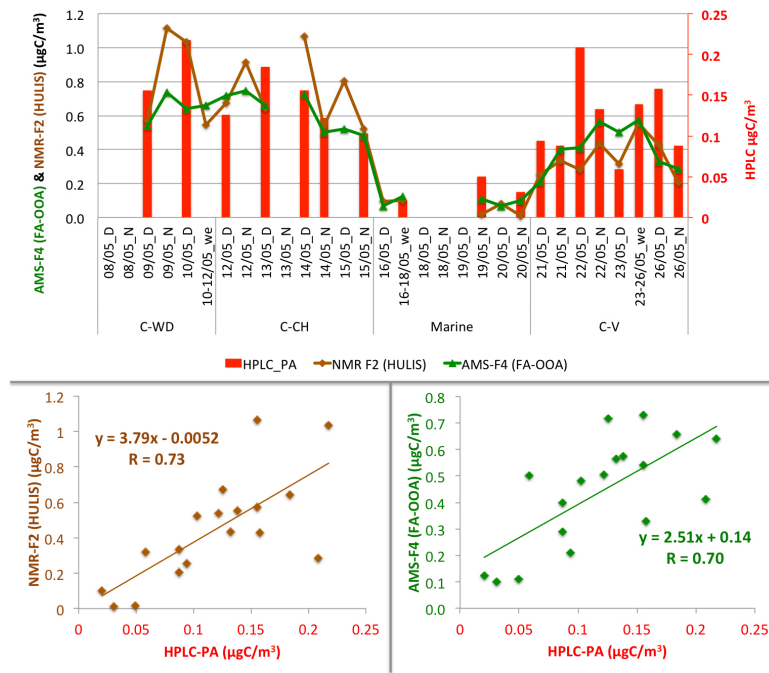 AMS-F4 (FA-OOA) & NMR-F2 (HULIS) (µgC/m³)
1.2
1.0
0.8
0.6
0.4
0.2
0.0
0.25
0.2
0.15
0.1
0.05
0
HPLC µgC/m³
08/05_D
08/05_N
09/05_D
09/05_N
10/05_D
10-12/05_we
12/05_D
12/05_N
13/05_D
13/05_N
14/05_D
14/05_N
15/05_D
15/05_N
16/05_D
16-18/05_we
18/05_D
18/05_N
19/05_D
19/05_N
20/05_D
20/05_N
21/05_D
21/05_N
22/05_D
22/05_N
23/05_D
23-26/05_we
26/05_D
26/05_N
C-WD
C-CH
Marine
C-V
HPLC_PA
NMR F2 (HULIS)
AMS-F4 (FA-OOA)
NMR-F2 (HULIS) (µgC/m³)
1.2
1
0.8
0.6
0.4
0.2
0
y = 3.79x - 0.0052
R = 0.73
0
0.05
0.1
0.15
0.2
0.25
HPLC-PA (µgC/m³)
AMS-F4 (FA-OOA) (µgC/m³)
0.8
0.7
0.6
0.5
0.4
0.3
0.2
0.1
0.0
y = 2.51x + 0.14
R = 0.70
0
0.05
0.1
0.15
0.2
0.25
HPLC-PA (µgC/m³)